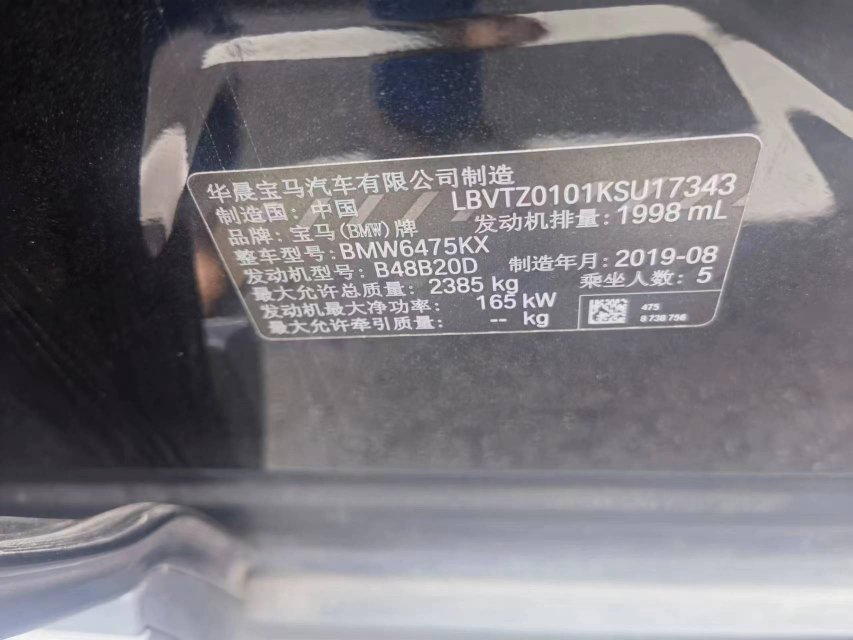 华晨宝马汽车有限公司制造
制造国：中国 LBVTZ0101KSU17343
品牌：宝马(BMW)牌 发动机排量：1998 mL
整车型号：BMW6475KX
发动机型号：B48B20D 制造年月：2019-08
最大允许总质量：2385 kg 乘坐人数：5
发动机最大净功率：165 kW
最大允许牵引质量：-- kg
475
8 738 756